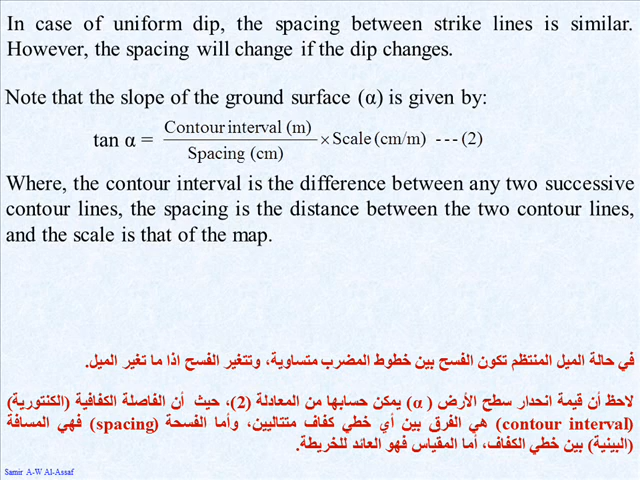 In case of uniform dip, the spacing between strike lines is similar.
However, the spacing will change if the dip changes.
Note that the slope of the ground surface (α) is given by:
tan α = Contour interval (m) / Spacing (cm) × Scale (cm/m) --- (2)
Where, the contour interval is the difference between any two successive
contour lines, the spacing is the distance between the two contour lines,
and the scale is that of the map.
في حالة الميل المنتظم تكون الفسح بين خطوط المضرب متساوية، وتتغير الفسح اذا ما تغير الميل.
لاحظ أن قيمة انحدار سطح الأرض ( α) يمكن حسابها من المعادلة (2)، حيث أن الفاصلة الكفافية (الكنتورية)
(contour interval) هي الفرق بين أي خطي كفاف متتاليين، وأما الفسحة (spacing) فهي المسافة
(البينية) بين خطي الكفاف، أما المقياس فهو العائد للخريطة.
Samir A-W Al-Assaf